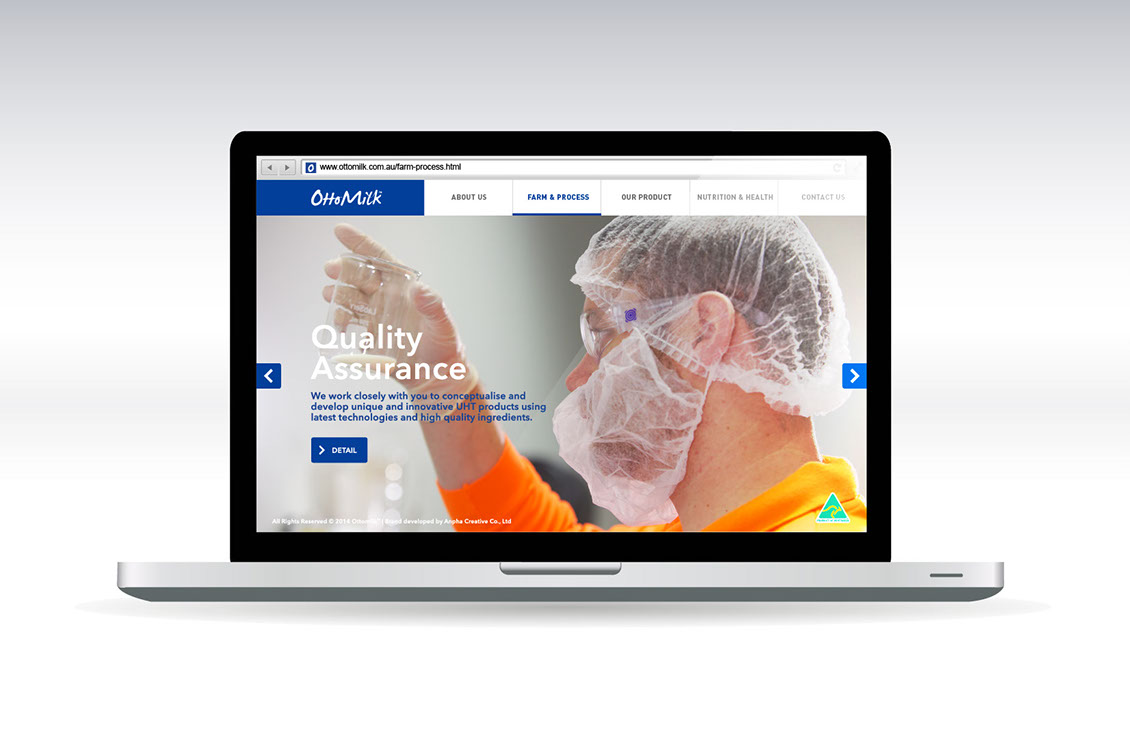 www.ottomilk.com.au/farm-process.html
OttoMilk
ABOUT US
FARM & PROCESS
OUR PRODUCT
NUTRITION & HEALTH
CONTACT US
Quality
Assurance
We work closely with you to conceptualise and
develop unique and innovative UHT products using
latest technologies and high quality ingredients.
DETAIL
All Rights Reserved © 2014 Ottomilk | Brand developed by Anpha Creative Co., Ltd